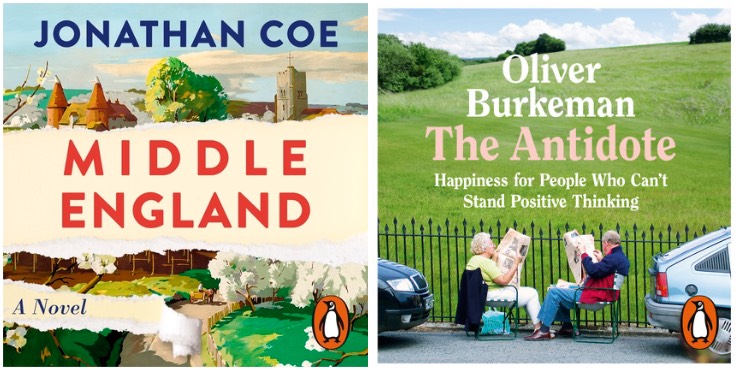 JONATHAN COE
MIDDLE
ENGLAND
A Novel
Oliver
Burkeman
The Antidote
Happiness for People Who Can't
Stand Positive Thinking